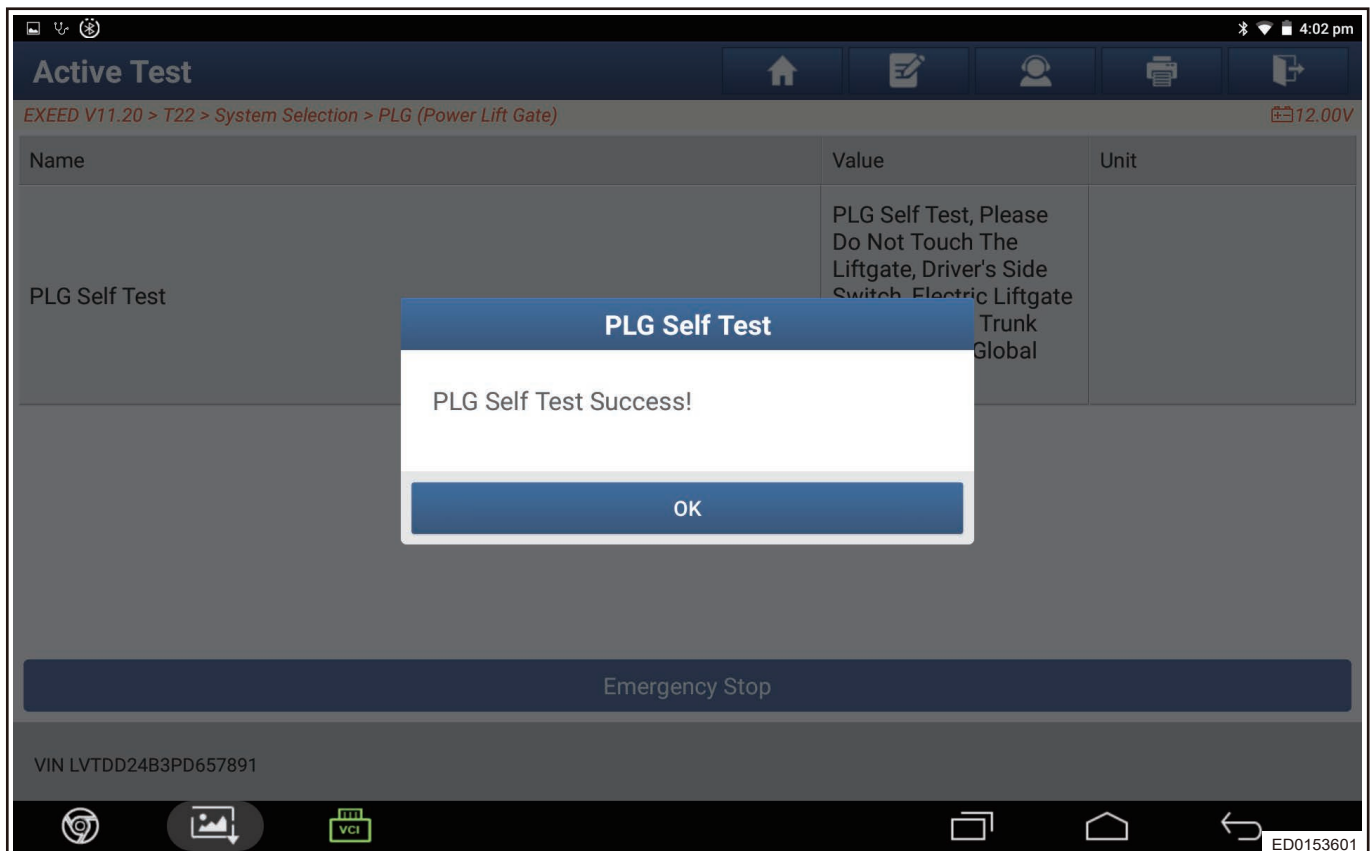 4:02 pm
Active Test
EXEED V11.20 > T22 > System Selection > PLG (Power Lift Gate)
12.00V
Name Value Unit
PLG Self Test, Please
Do Not Touch The
Liftgate, Driver's Side
Switch, Electric Liftgate
PLG Self Test
Trunk
Global
PLG Self Test
PLG Self Test Success!
OK
Emergency Stop
VIN LVTDD24B3PD657891
VCI
ED0153601